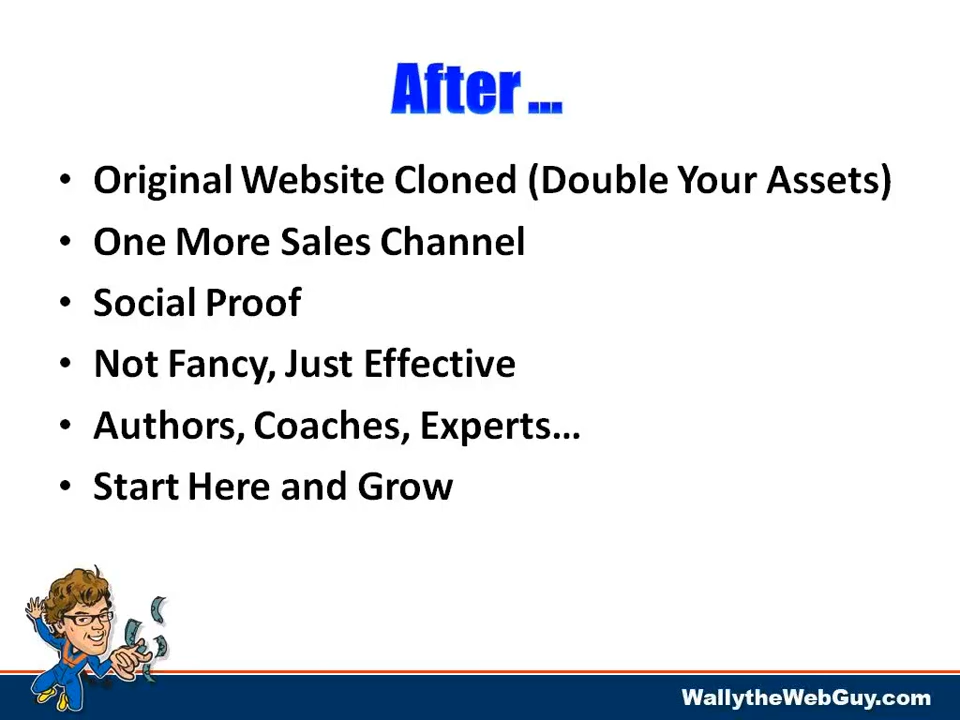 After ...
• Original Website Cloned (Double Your Assets)
• One More Sales Channel
• Social Proof
• Not Fancy, Just Effective
• Authors, Coaches, Experts...
• Start Here and Grow
WallytheWebGuy.com